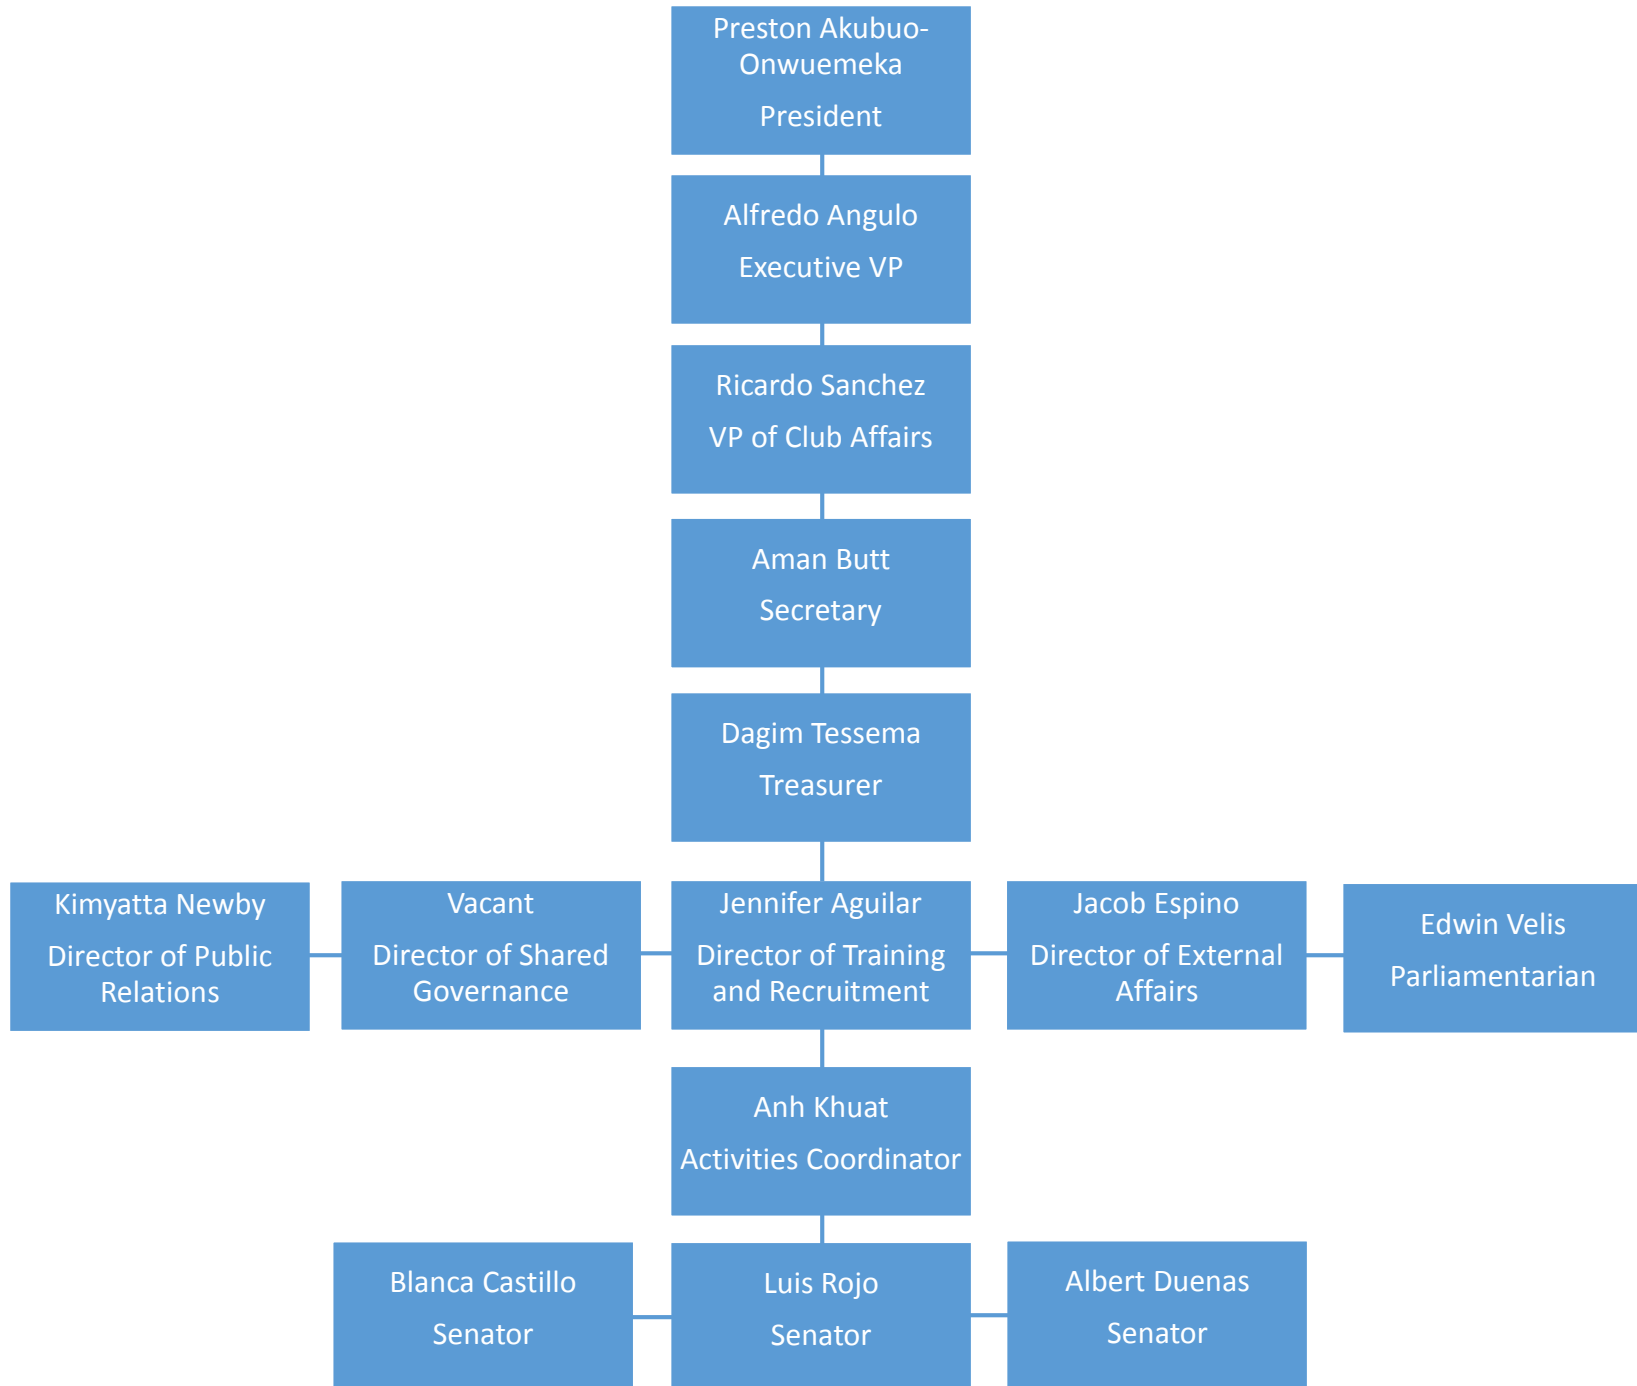 Preston Akubuo-
Onwuemeka
President
Alfredo Angulo
Executive VP
Ricardo Sanchez
VP of Club Affairs
Aman Butt
Secretary
Dagim Tessema
Treasurer
Kimyatta Newby
Director of Public
Relations
Vacant
Director of Shared
Governance
Jennifer Aguilar
Director of Training
and Recruitment
Jacob Espino
Director of External
Affairs
Edwin Velis
Parliamentarian
Anh Khuat
Activities Coordinator
Blanca Castillo
Senator
Luis Rojo
Senator
Albert Duenas
Senator